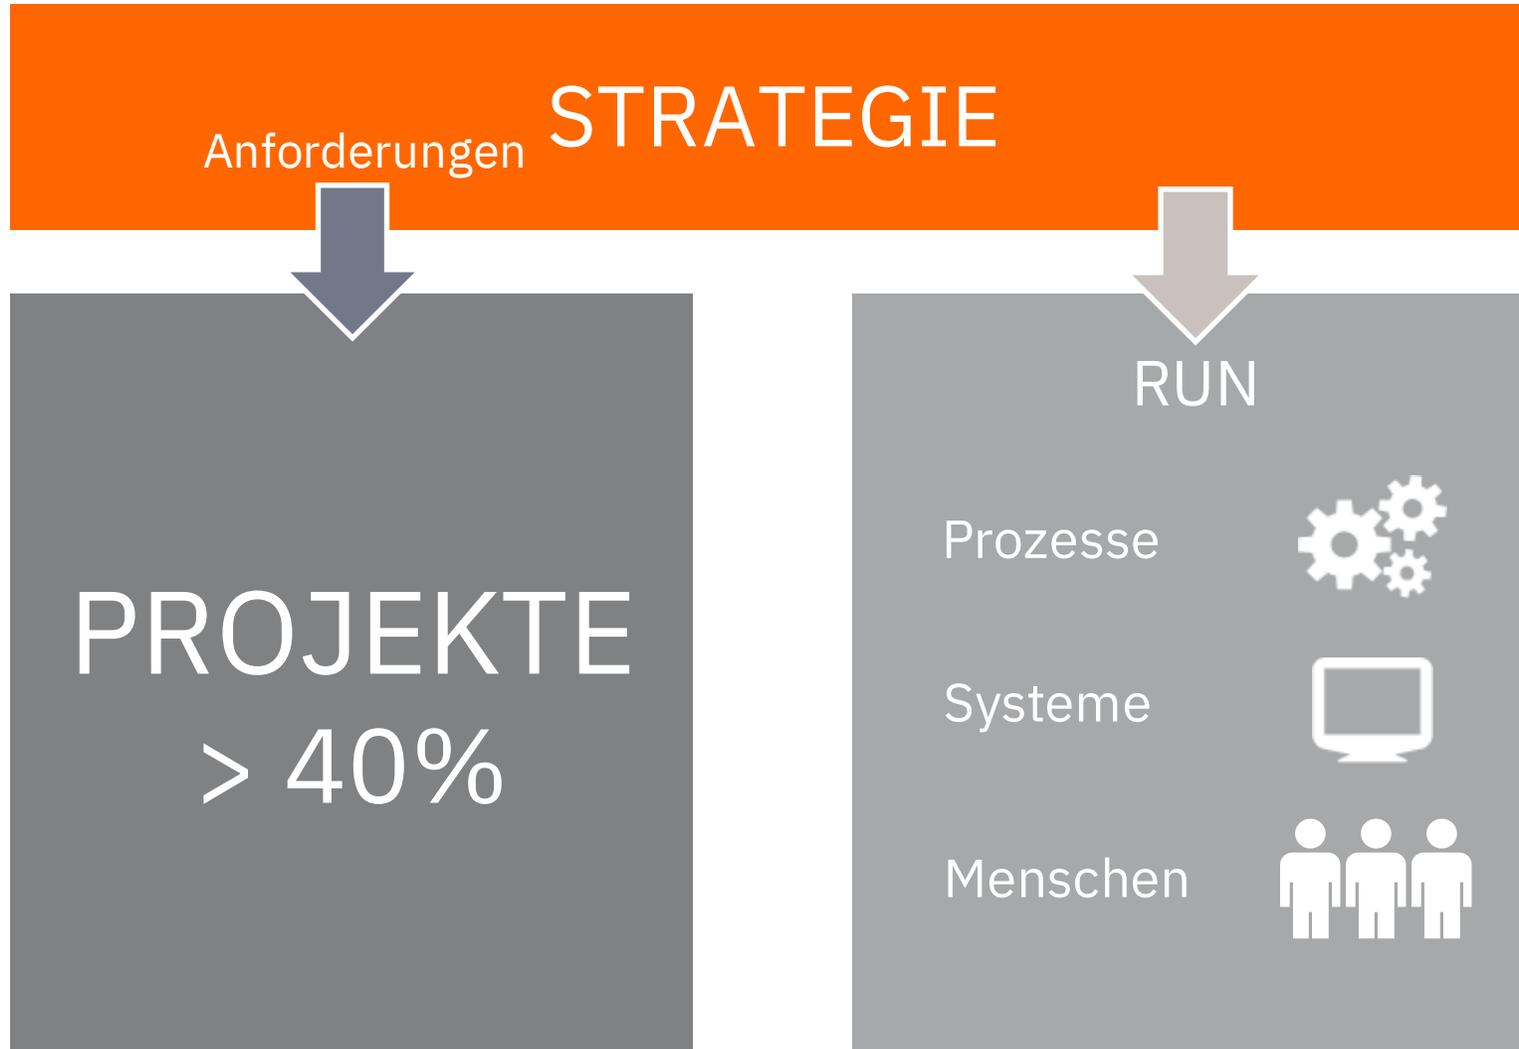 STRATEGIE
Anforderungen
PROJEKTE
> 40%
RUN
Prozesse
Systeme
Menschen